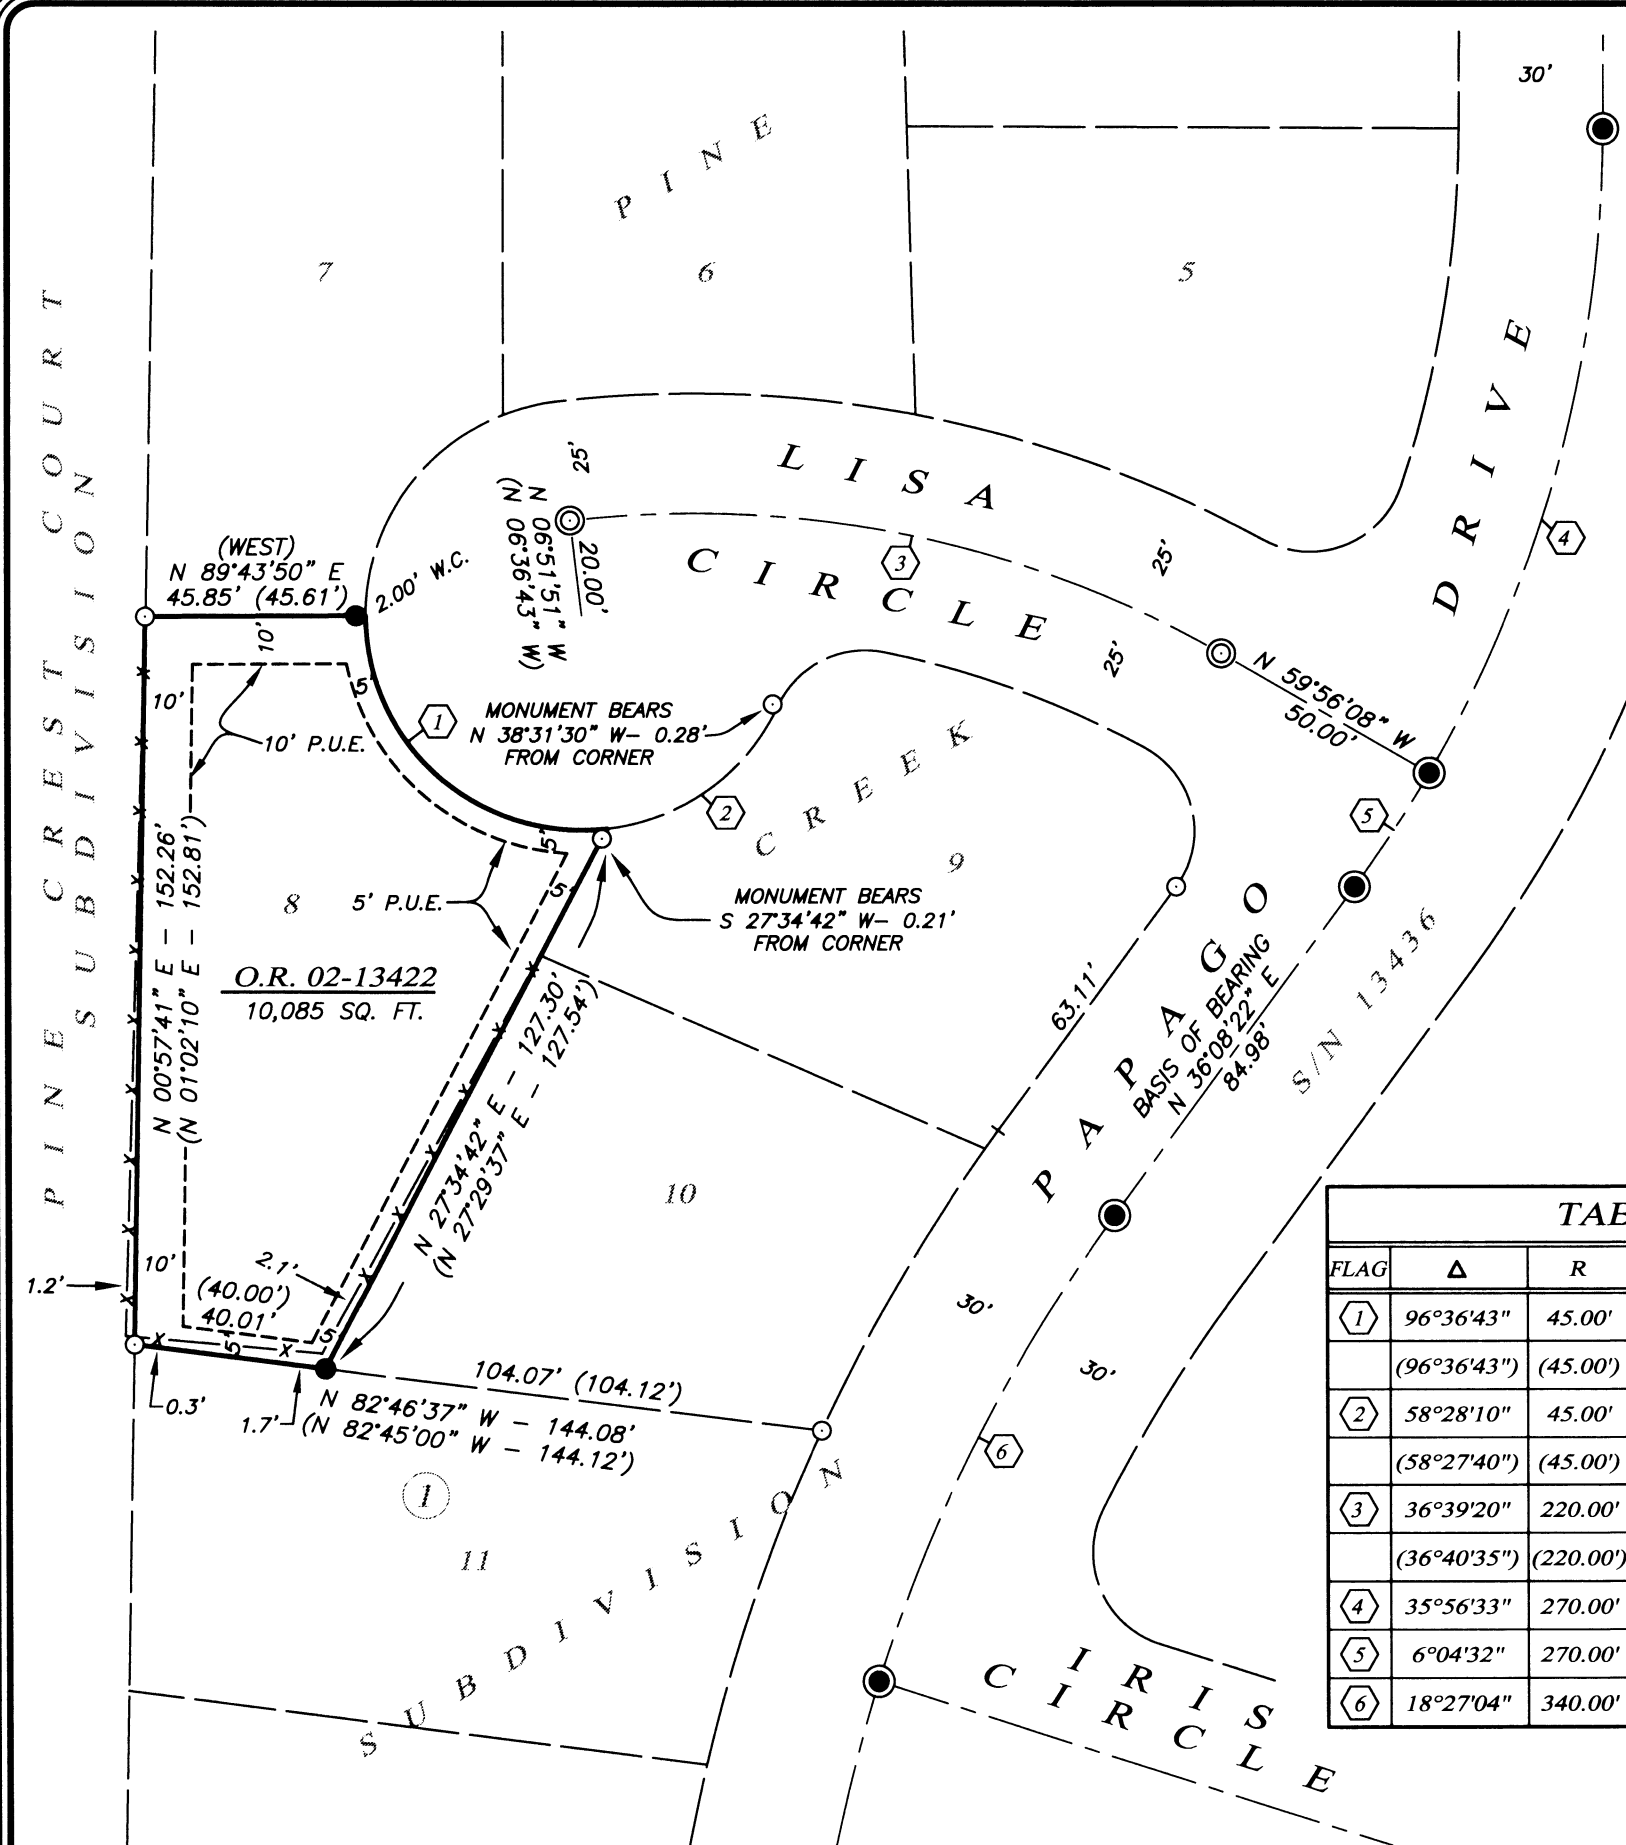 30'
PINE
7
6
5
PINE CREST COURT
SUBDIVISION
DRIVE
LISA
CIRCLE
25'
25'
25'
(WEST)
N 89°43'50" E
45.85' (45.61')
2.00' W.C.
N 06°51'51" W
(N 06°36'43" W)
20.00'
3
4
N 59°56'08" W
50.00'
10'
10'
5'
1
10' P.U.E.
MONUMENT BEARS
N 38°31'30" W– 0.28'
FROM CORNER
2
CREEK
9
5
N 00°57'41" E – 152.26'
(N 01°02'10" E – 152.81')
8
5' P.U.E.
5'
5'
MONUMENT BEARS
S 27°34'42" W– 0.21'
FROM CORNER
O.R. 02-13422
10,085 SQ. FT.
N 27°34'42" E – 127.30'
(N 27°29'37" E – 127.54')
63.11'
PAPAGO
BASIS OF BEARING
N 36°08'22" E
84.98'
S/N 13436
10
10'
1.2'
2.1'
(40.00')
40.01'
5'
5'
0.3'
1.7'
104.07' (104.12')
N 82°46'37" W – 144.08'
(N 82°45'00" W – 144.12')
30'
30'
6
1
11
SUBDIVISION
IRIS
CIRCLE
TAB
FLAG Δ R
1 96°36'43" 45.00'
(96°36'43") (45.00')
2 58°28'10" 45.00'
(58°27'40") (45.00')
3 36°39'20" 220.00'
(36°40'35") (220.00')
4 35°56'33" 270.00'
5 6°04'32" 270.00'
6 18°27'04" 340.00'